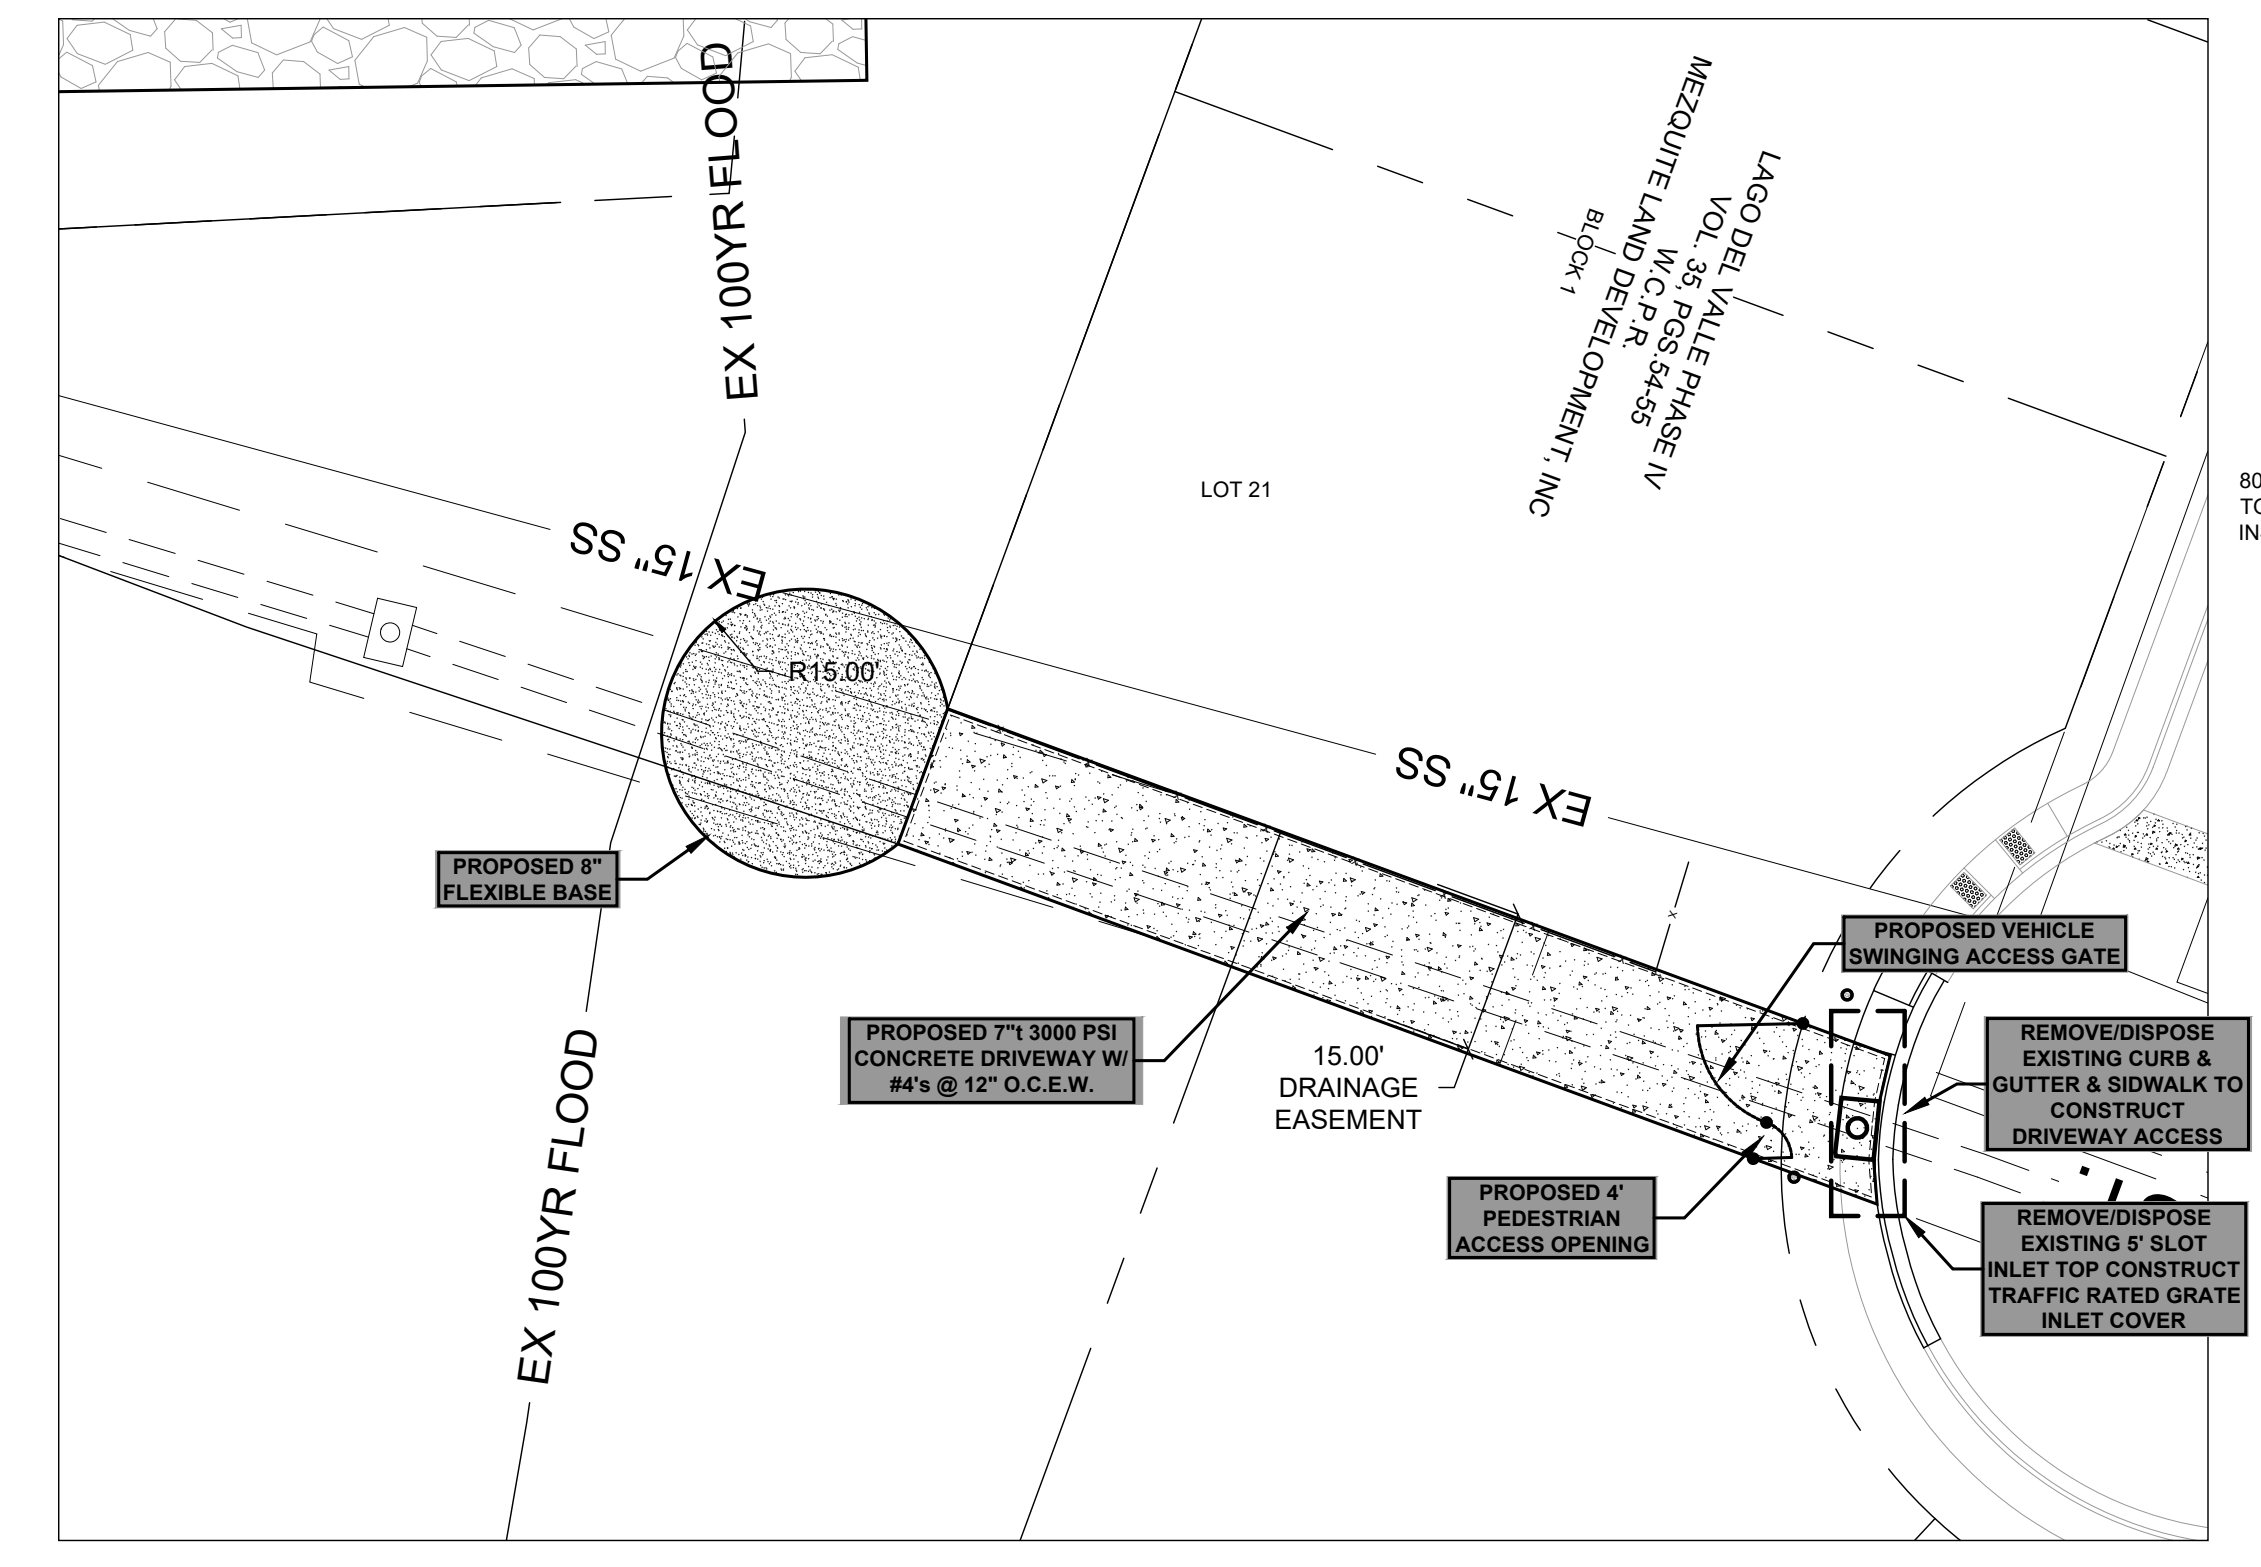 EX 100YR FLOOD
MEZQUITE LAND DEVELOPMENT, INC
LAGO DEL VALLE PHASE IV
VOL. 35, PGS.54-55
W.C.P.R.
BLOCK 1
LOT 21
80
IN
EX 15" SS
R15.00'
EX 15" SS
PROPOSED 8"
FLEXIBLE BASE
PROPOSED VEHICLE
SWINGING ACCESS GATE
PROPOSED 7"t 3000 PSI
CONCRETE DRIVEWAY W/
#4's @ 12" O.C.E.W.
15.00'
DRAINAGE
EASEMENT
REMOVE/DISPOSE
EXISTING CURB &
GUTTER & SIDWALK TO
CONSTRUCT
DRIVEWAY ACCESS
EX 100YR FLOOD
PROPOSED 4'
PEDESTRIAN
ACCESS OPENING
REMOVE/DISPOSE
EXISTING 5' SLOT
INLET TOP CONSTRUCT
TRAFFIC RATED GRATE
INLET COVER